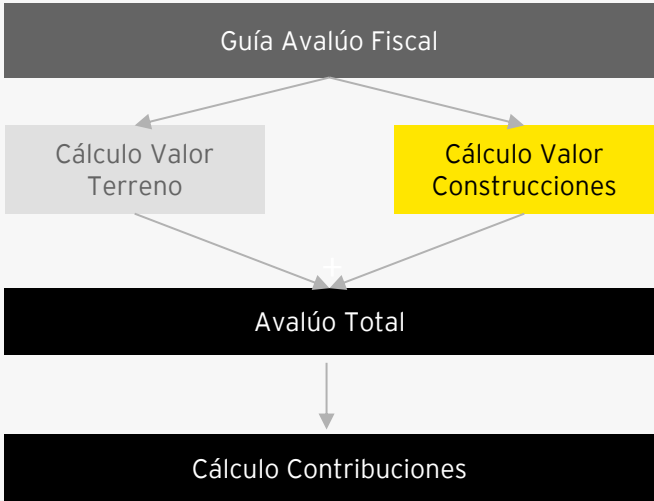 Guía Avalúo Fiscal
Cálculo Valor
Terreno
Cálculo Valor
Construcciones
+
Avalúo Total
Cálculo Contribuciones